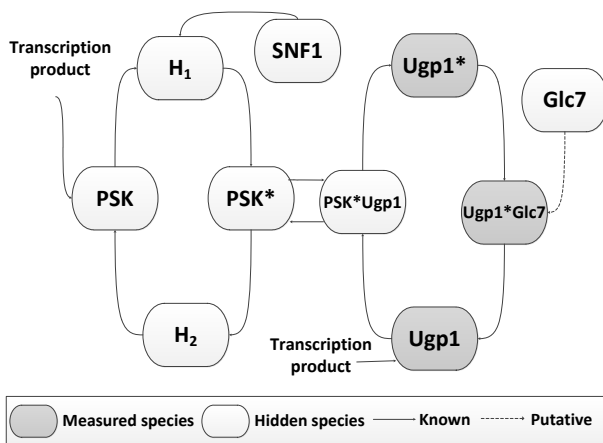 Transcription
product
H1
SNF1
Ugp1*
Glc7
PSK
PSK*
PSK*Ugp1
Ugp1*Glc7
H2
Transcription
product
Ugp1
Measured species
Hidden species
Known
Putative